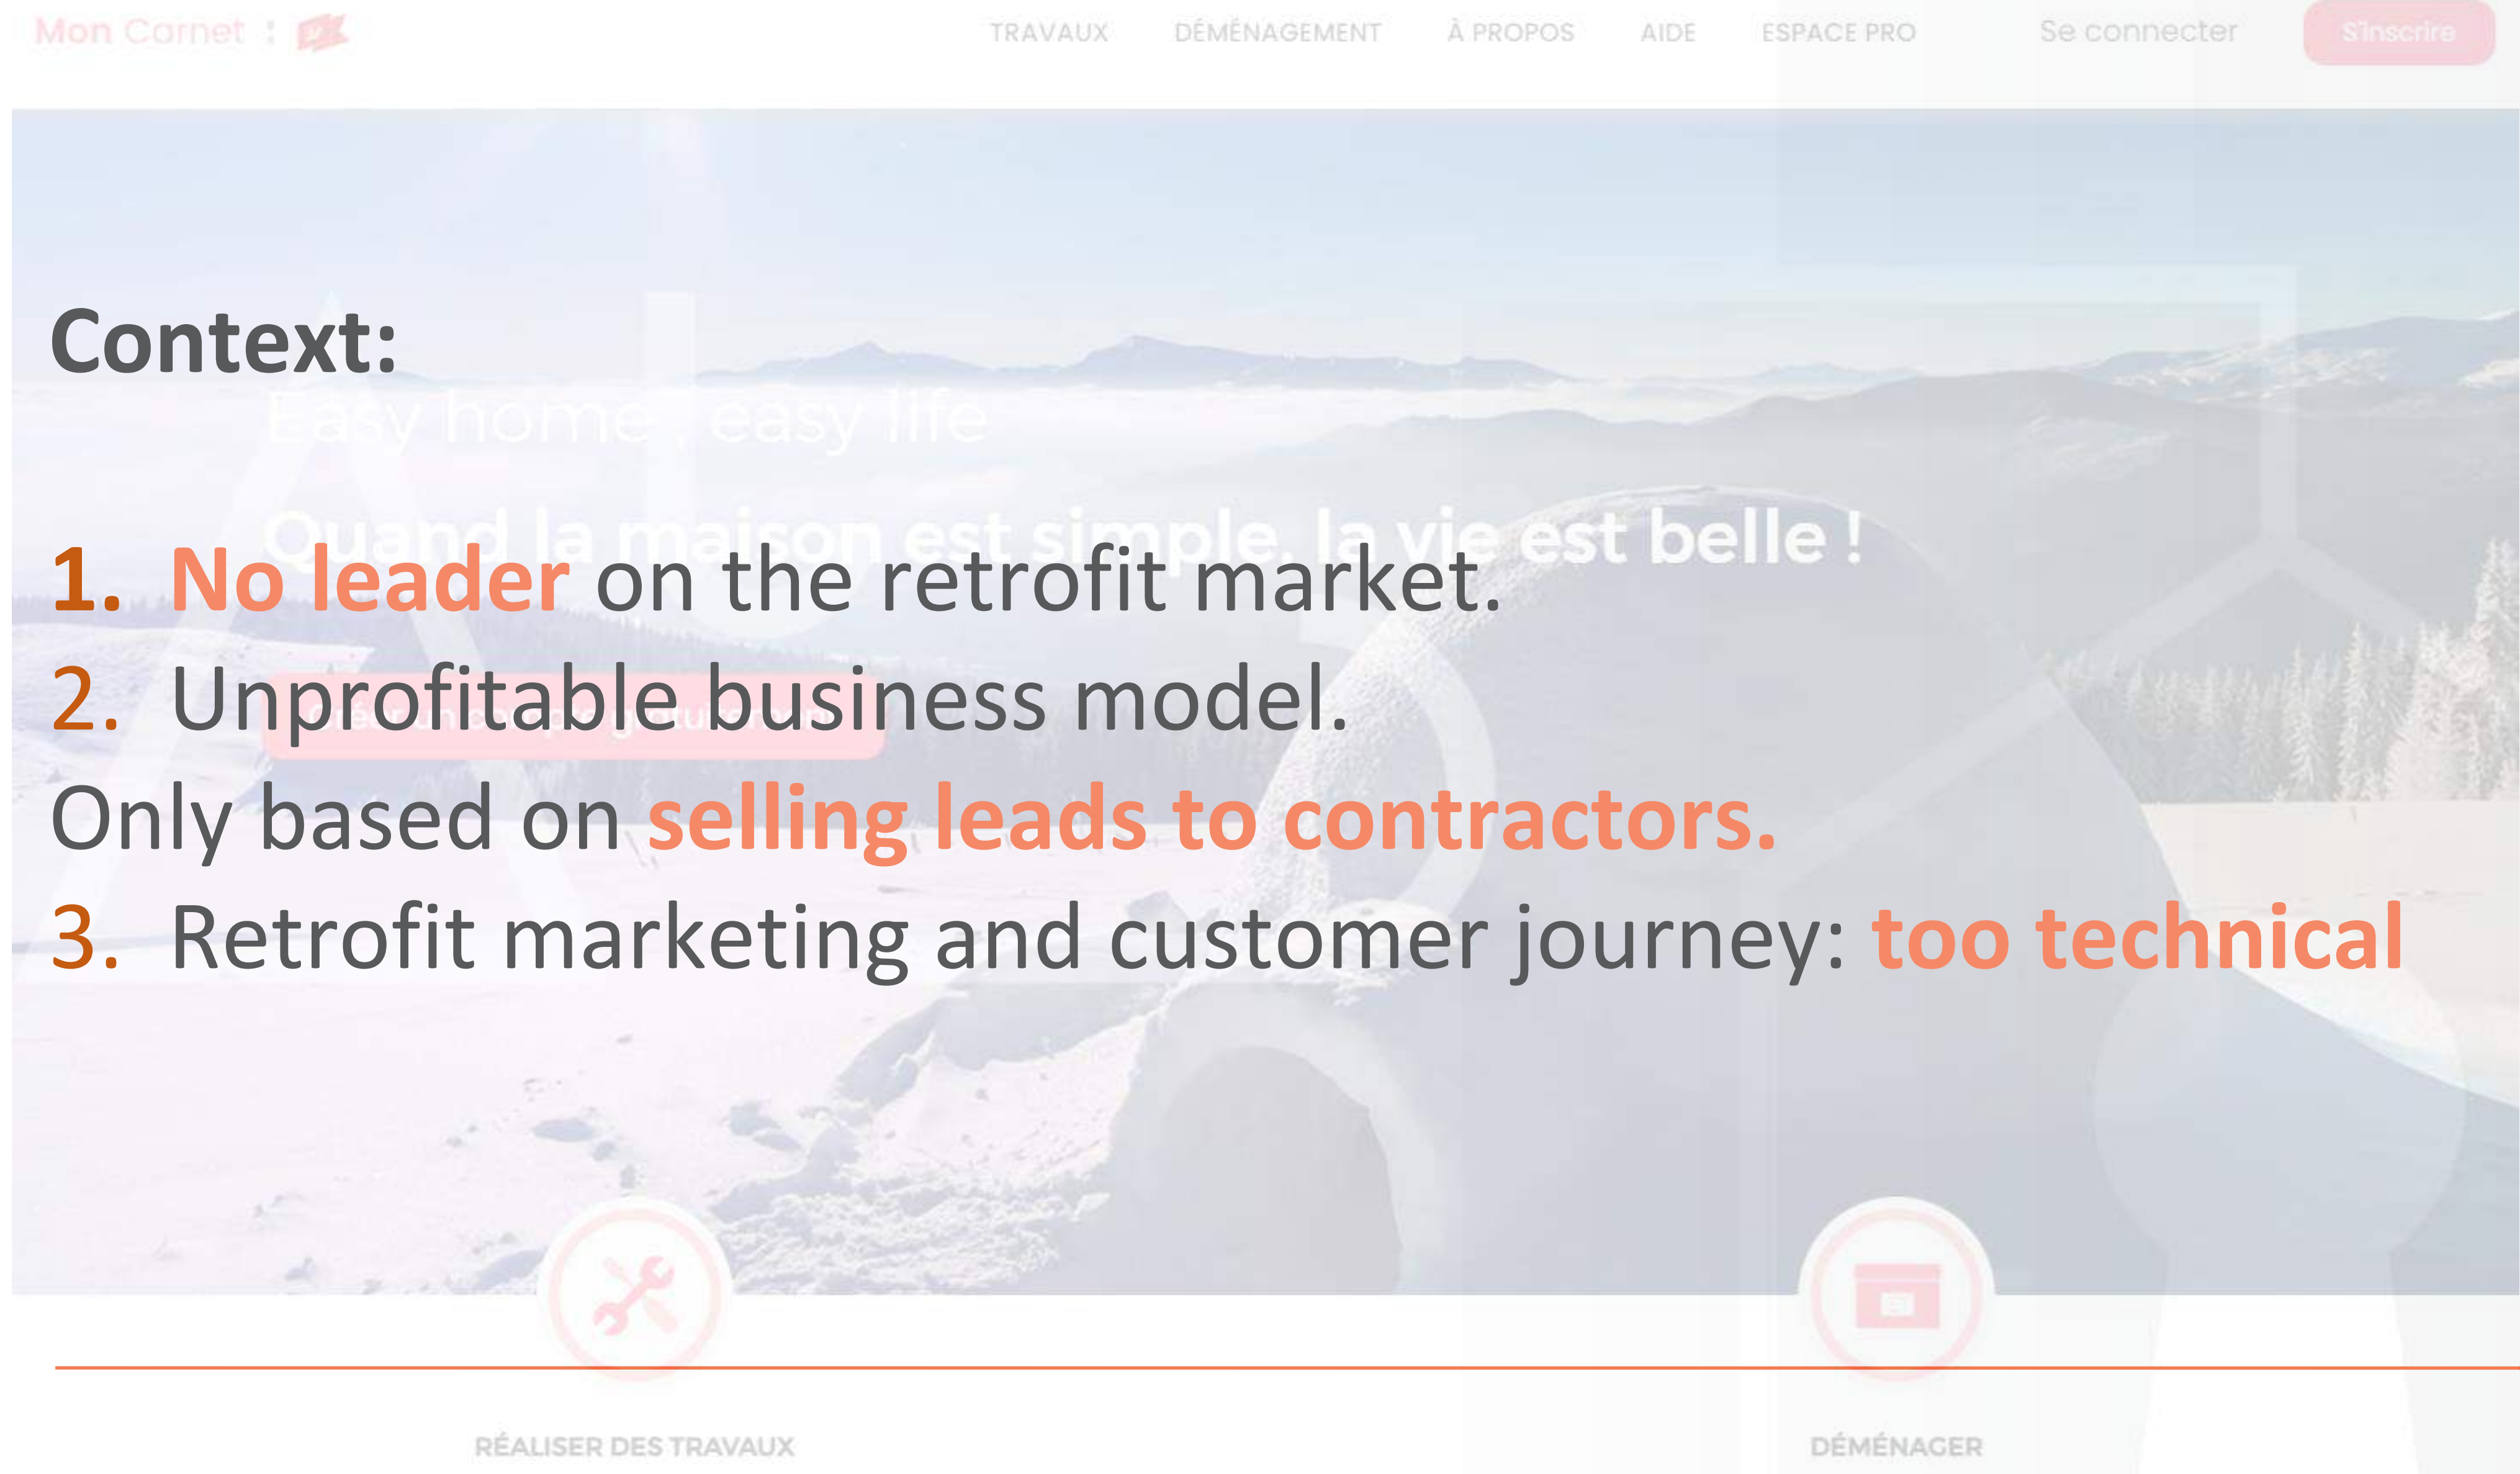 Mon Carnet :
TRAVAUX DÉMÉNAGEMENT À PROPOS AIDE ESPACE PRO Se connecter S'inscrire
Context:
Easy home, easy life
Quand la maison est simple, la vie est belle !
1. No leader on the retrofit market.
2. Unprofitable business model.
Only based on selling leads to contractors.
3. Retrofit marketing and customer journey: too technical
RÉALISER DES TRAVAUX DÉMÉNAGER